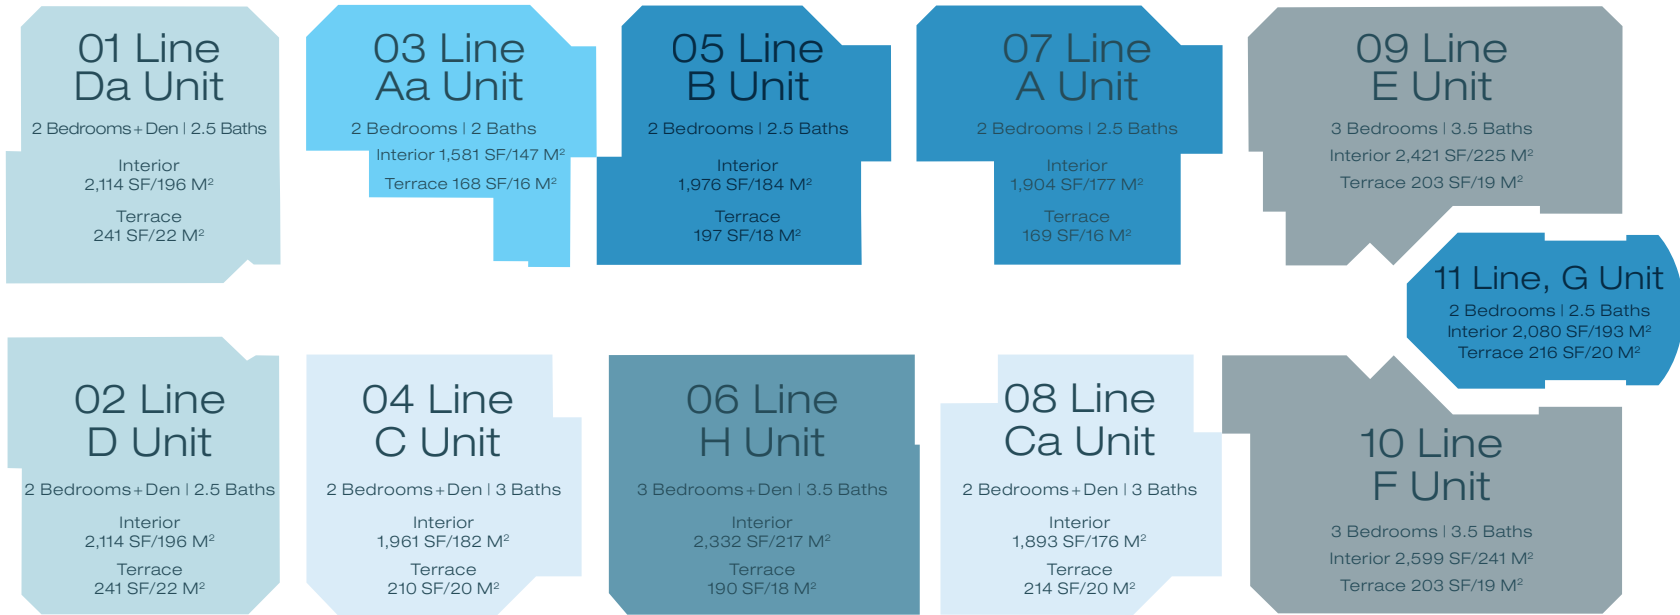 01 Line
Da Unit
2 Bedrooms+Den | 2.5 Baths
Interior
2,114 SF/196 M²
Terrace
241 SF/22 M²
03 Line
Aa Unit
2 Bedrooms | 2 Baths
Interior 1,581 SF/147 M²
Terrace 168 SF/16 M²
05 Line
B Unit
2 Bedrooms | 2.5 Baths
Interior
1,976 SF/184 M²
Terrace
197 SF/18 M²
07 Line
A Unit
2 Bedrooms | 2.5 Baths
Interior
1,904 SF/177 M²
Terrace
169 SF/16 M²
09 Line
E Unit
3 Bedrooms | 3.5 Baths
Interior 2,421 SF/225 M²
Terrace 203 SF/19 M²
11 Line, G Unit
2 Bedrooms | 2.5 Baths
Interior 2,080 SF/193 M²
Terrace 216 SF/20 M²
02 Line
D Unit
2 Bedrooms+Den | 2.5 Baths
Interior
2,114 SF/196 M²
Terrace
241 SF/22 M²
04 Line
C Unit
2 Bedrooms+Den | 3 Baths
Interior
1,961 SF/182 M²
Terrace
210 SF/20 M²
06 Line
H Unit
3 Bedrooms+Den | 3.5 Baths
Interior
2,332 SF/217 M²
Terrace
190 SF/18 M²
08 Line
Ca Unit
2 Bedrooms+Den | 3 Baths
Interior
1,893 SF/176 M²
Terrace
214 SF/20 M²
10 Line
F Unit
3 Bedrooms | 3.5 Baths
Interior 2,599 SF/241 M²
Terrace 203 SF/19 M²